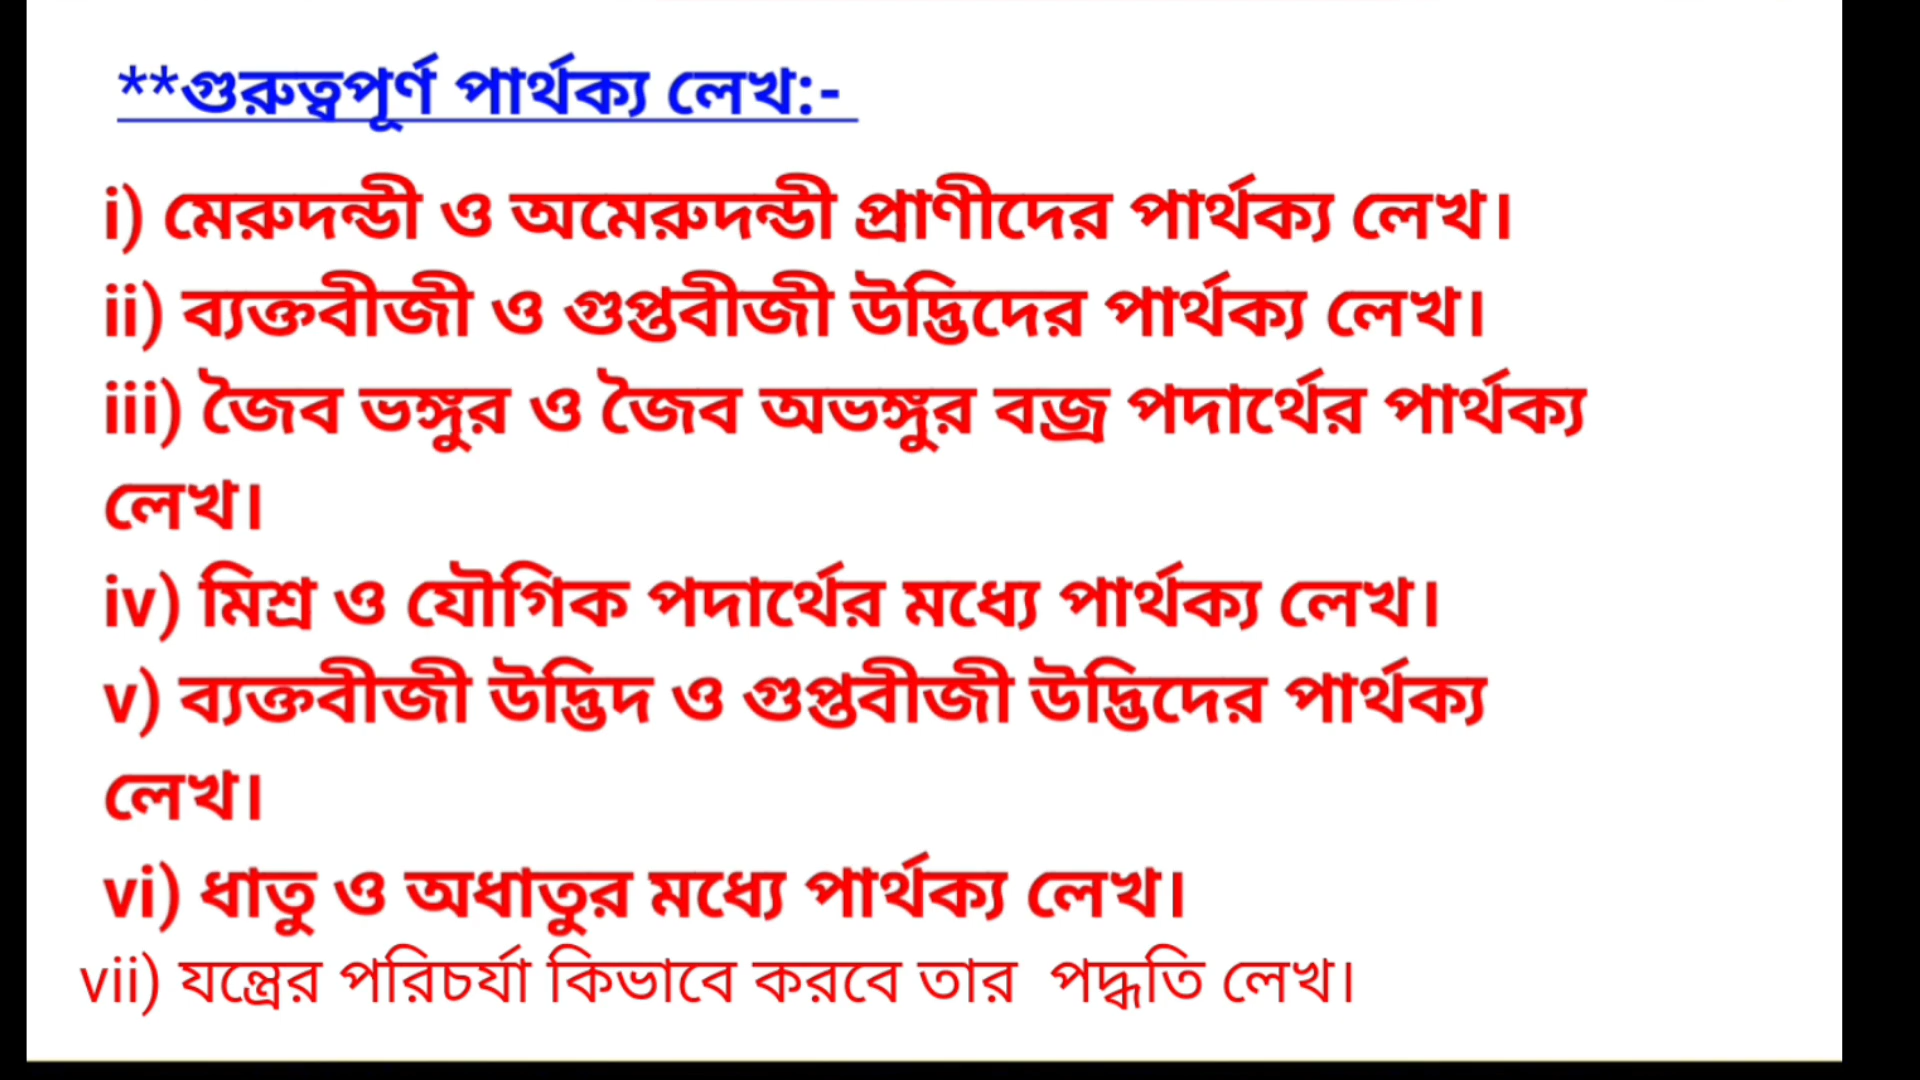 **গুরুত্বপূর্ণ পার্থক্য লেখ:-
i) মেরুদন্ডী ও অমেরুদন্ডী প্রাণীদের পার্থক্য লেখ।
ii) ব্যক্তবীজী ও গুপ্তবীজী উদ্ভিদের পার্থক্য লেখ।
iii) জৈব ভঙ্গুর ও জৈব অভঙ্গুর বজ্র পদার্থের পার্থক্য
লেখ।
iv) মিশ্র ও যৌগিক পদার্থের মধ্যে পার্থক্য লেখ।
v) ব্যক্তবীজী উদ্ভিদ ও গুপ্তবীজী উদ্ভিদের পার্থক্য
লেখ।
vi) ধাতু ও অধাতুর মধ্যে পার্থক্য লেখ।
vii) যন্ত্রের পরিচর্যা কিভাবে করবে তার পদ্ধতি লেখ।